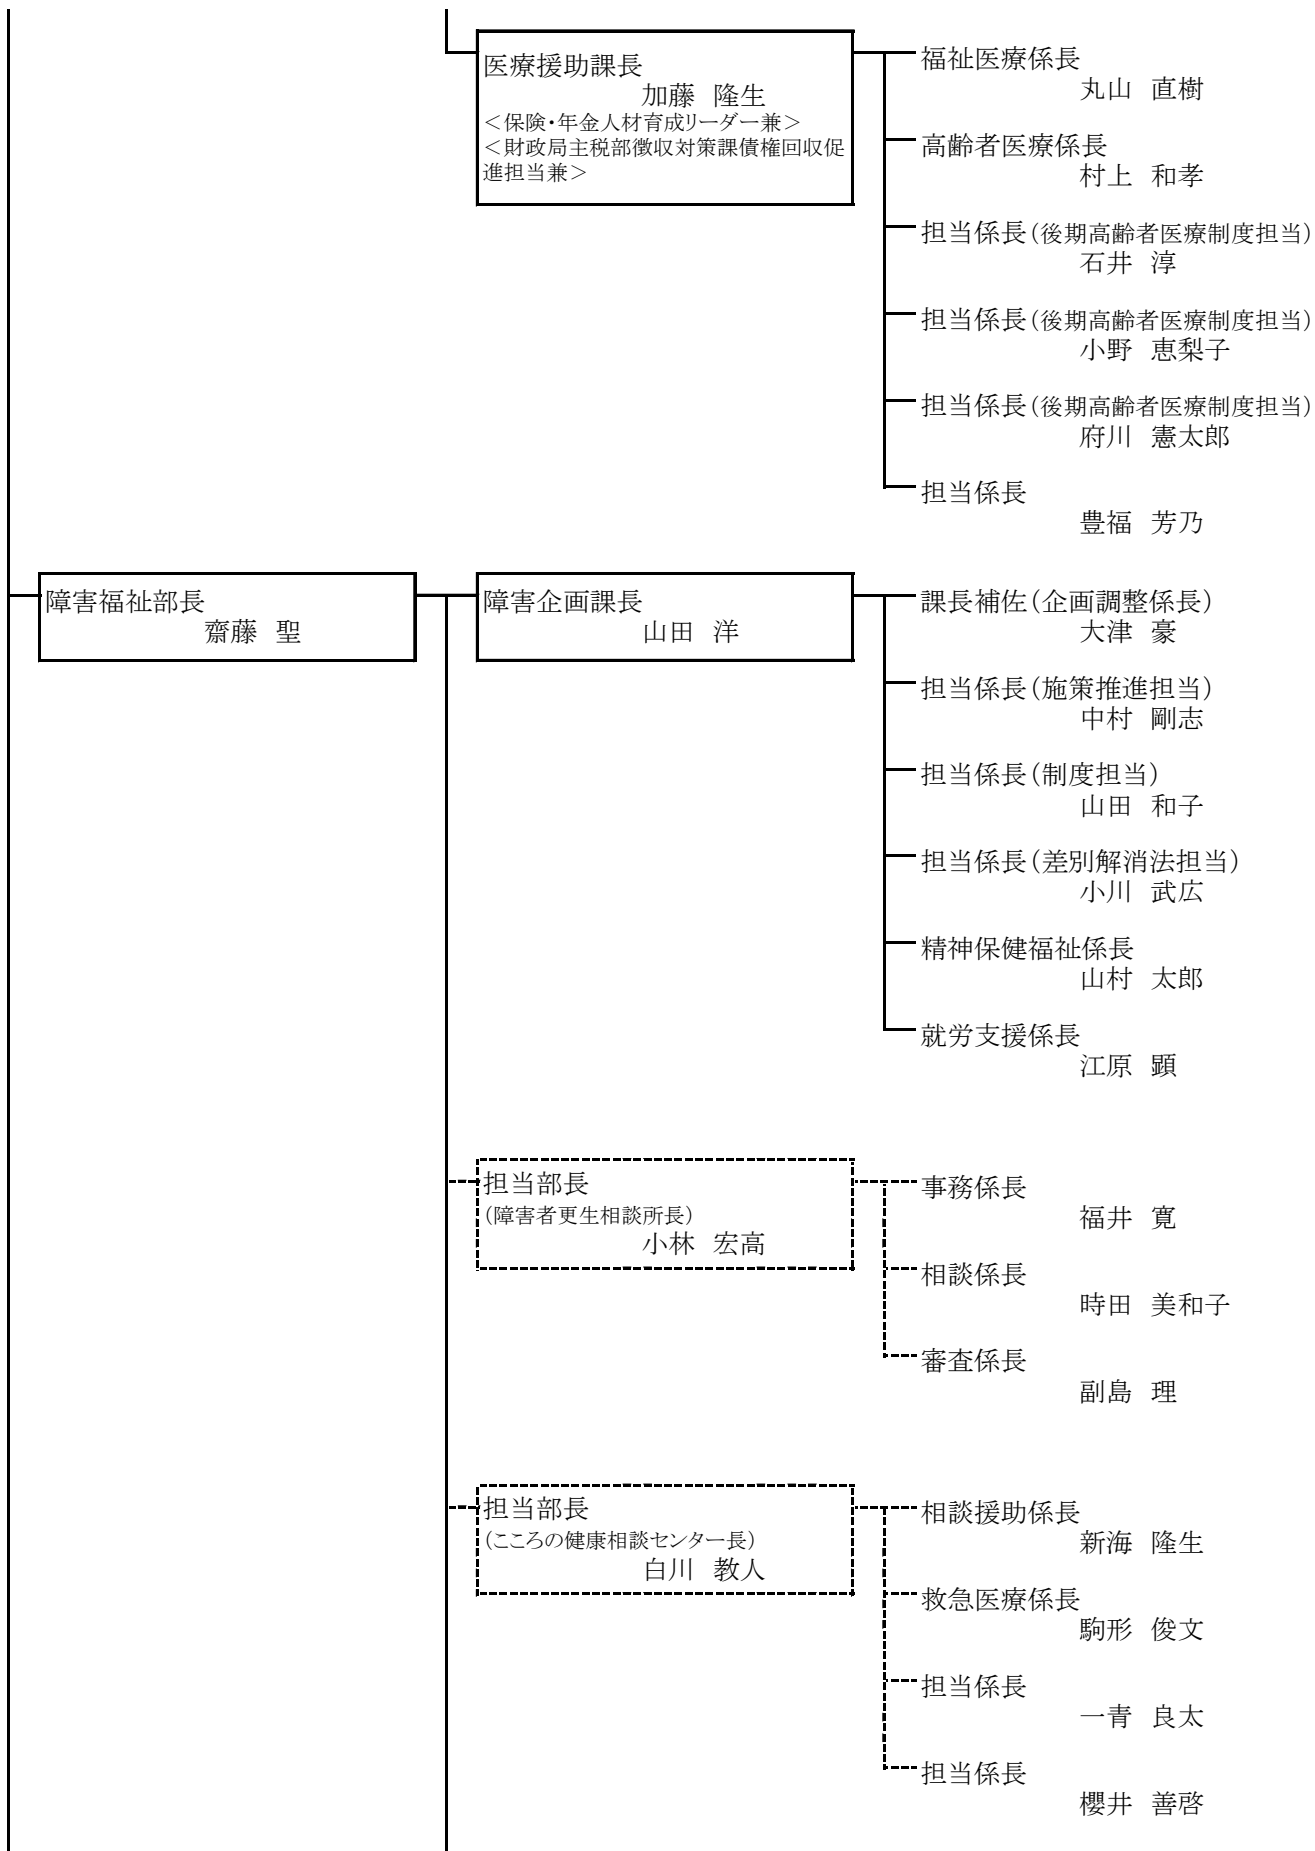 医療援助課長
加藤 隆生
＜保険・年金人材育成リーダー兼＞
＜財政局主税部徴収対策課債権回収促
進担当兼＞
福祉医療係長
丸山 直樹
高齢者医療係長
村上 和孝
担当係長（後期高齢者医療制度担当）
石井 淳
担当係長（後期高齢者医療制度担当）
小野 恵梨子
担当係長（後期高齢者医療制度担当）
府川 憲太郎
担当係長
豊福 芳乃
障害福祉部長
齋藤 聖
障害企画課長
山田 洋
課長補佐（企画調整係長）
大津 豪
担当係長（施策推進担当）
中村 剛志
担当係長（制度担当）
山田 和子
担当係長（差別解消法担当）
小川 武広
精神保健福祉係長
山村 太郎
就労支援係長
江原 顕
担当部長
（障害者更生相談所長）
小林 宏高
事務係長
福井 寛
相談係長
時田 美和子
審査係長
副島 理
担当部長
（こころの健康相談センター長）
白川 教人
相談援助係長
新海 隆生
救急医療係長
駒形 俊文
担当係長
一青 良太
担当係長
櫻井 善啓